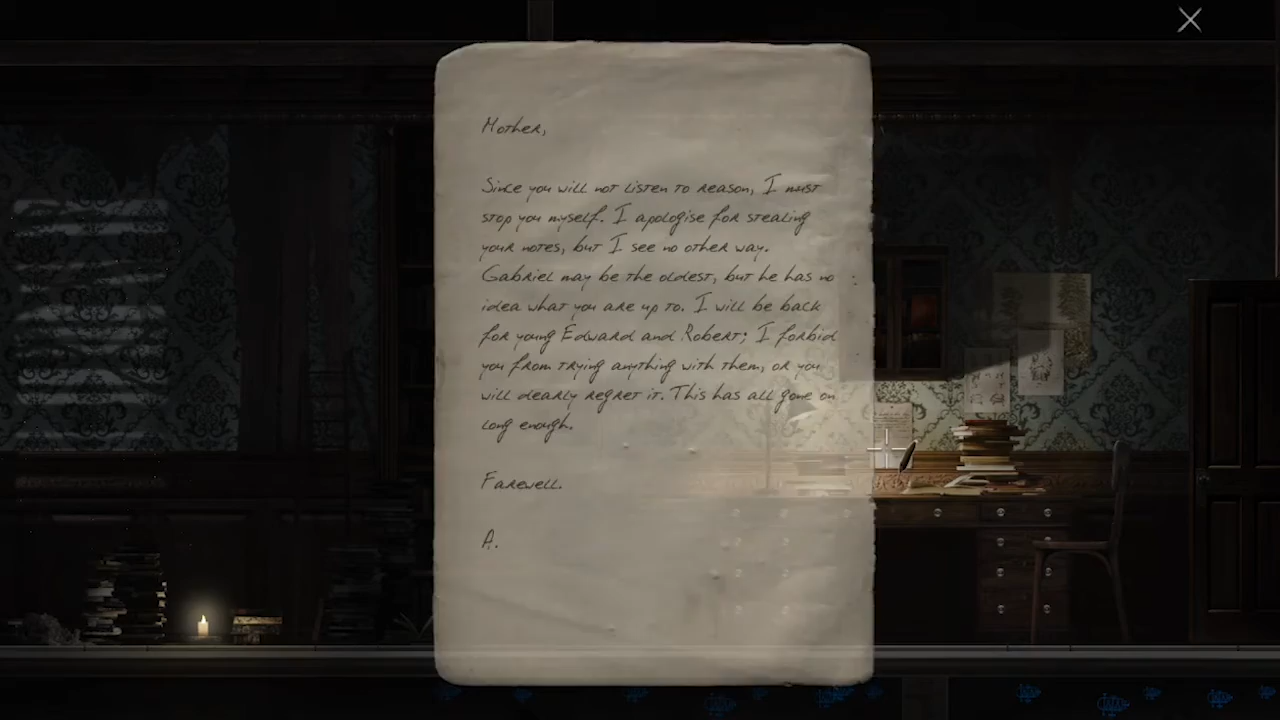 Mother,
Since you will not listen to reason, I must
stop you myself. I apologise for stealing
your notes, but I see no other way.
Gabriel may be the oldest, but he has no
idea what you are up to. I will be back
for young Edward and Robert; I forbid
you from trying anything with them, or you
will dearly regret it. This has all gone on
long enough.
Farewell.
A.